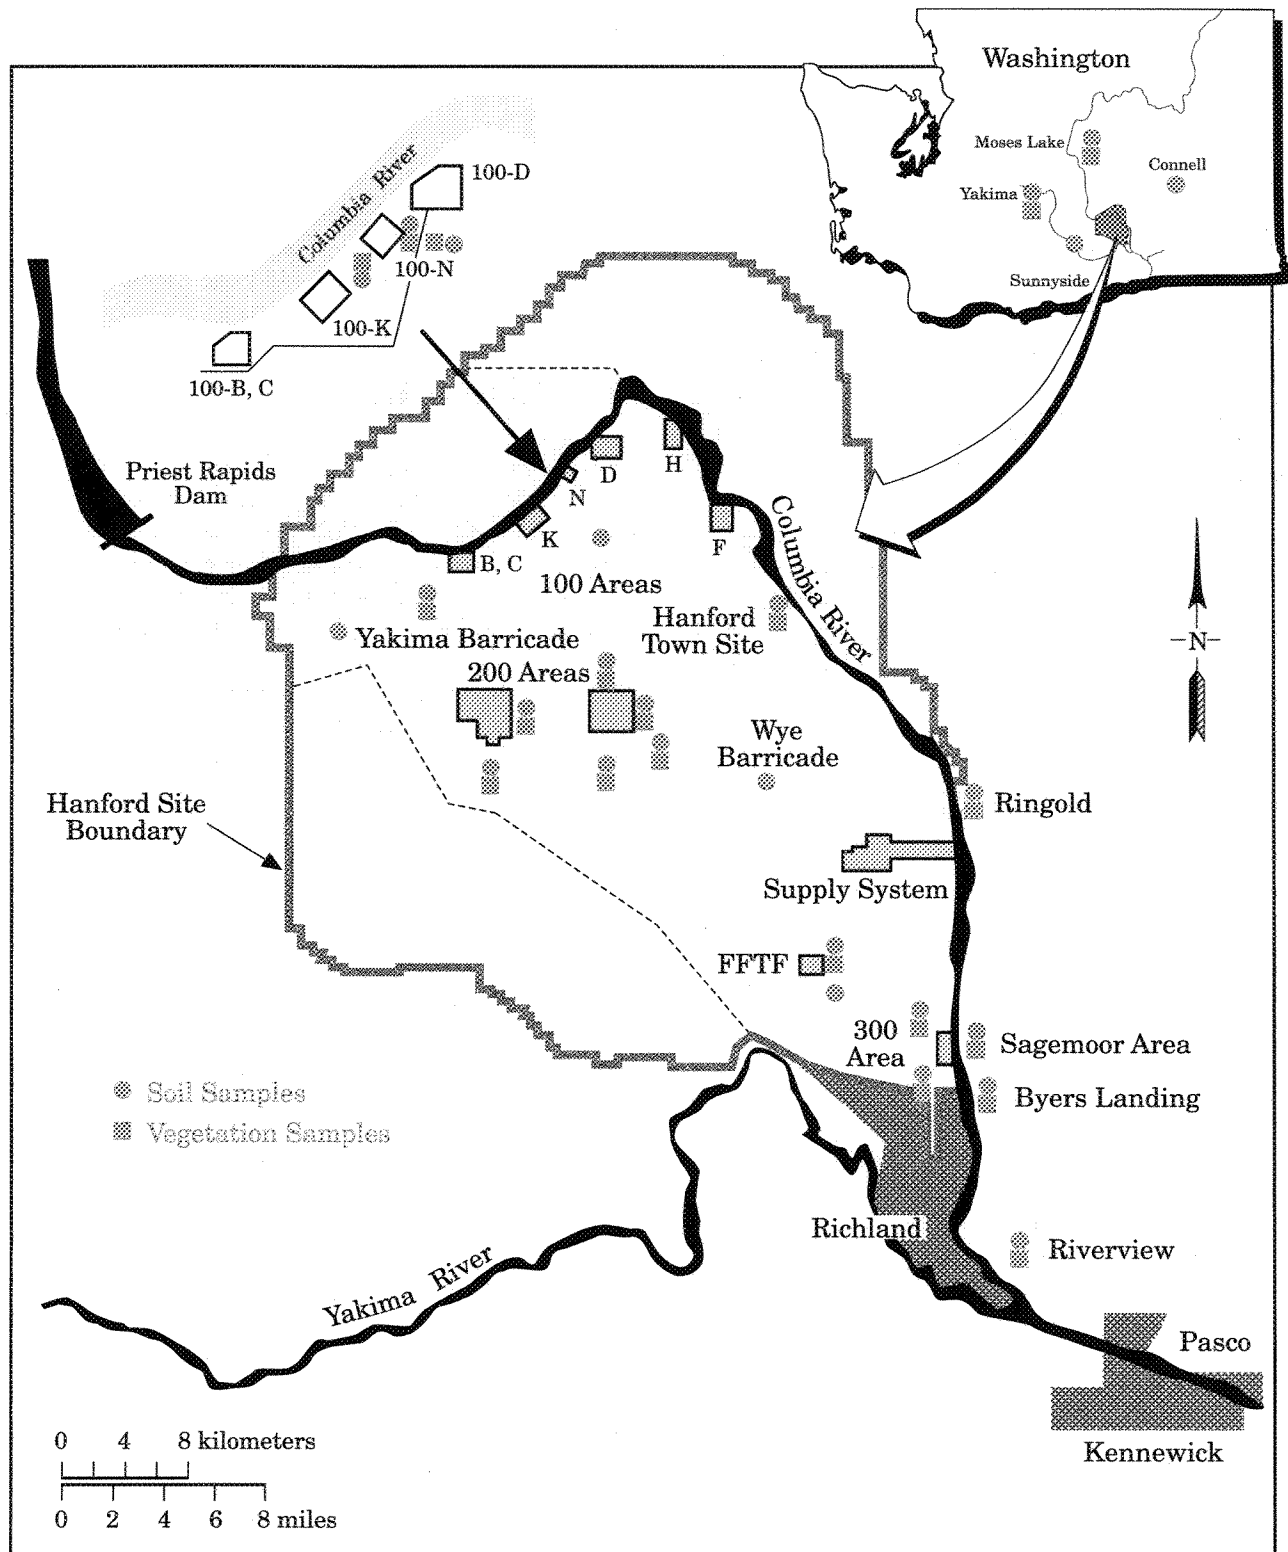 Washington
Moses Lake
Connell
Yakima
Sunnyside
Columbia River
100-D
100-N
100-K
100-B, C
Priest Rapids
Dam
D
H
N
K
F
B, C
Columbia River
100 Areas
Hanford
Town Site
Yakima Barricade
200 Areas
N
Wye
Barricade
Hanford Site
Boundary
Ringold
Supply System
FFTF
300
Area
Sagemoor Area
Byers Landing
Soil Samples
Vegetation Samples
Richland
Riverview
Yakima River
Pasco
Kennewick
0 4 8 kilometers
0 2 4 6 8 miles